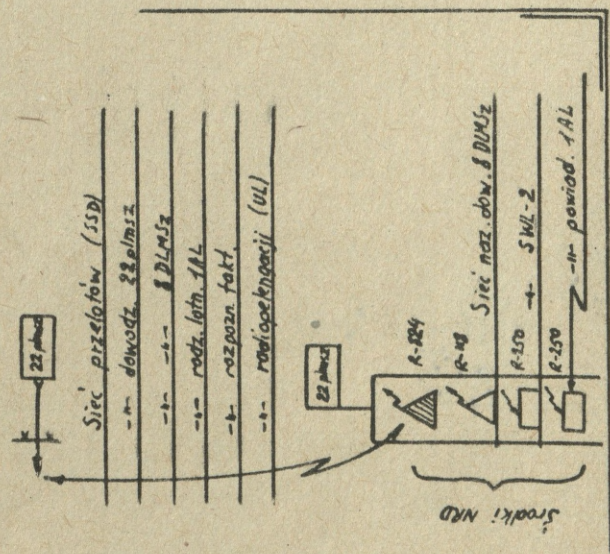 22 plmsz
Sieć przelotów (SSD)
-"- dowodz. 22 plmsz
-"- -"- 8 DLMSz
-"- rodz. lotn. 1AL
-"- rozpozn. takt.
-"- radiopelengacji (UL)
22 plmsz
R-824
R-118
Sieć naz. dow. 8 DLMSz
R-250 -"- SWL-2
R-250 -"- powiad. 1AL
Środki NRD